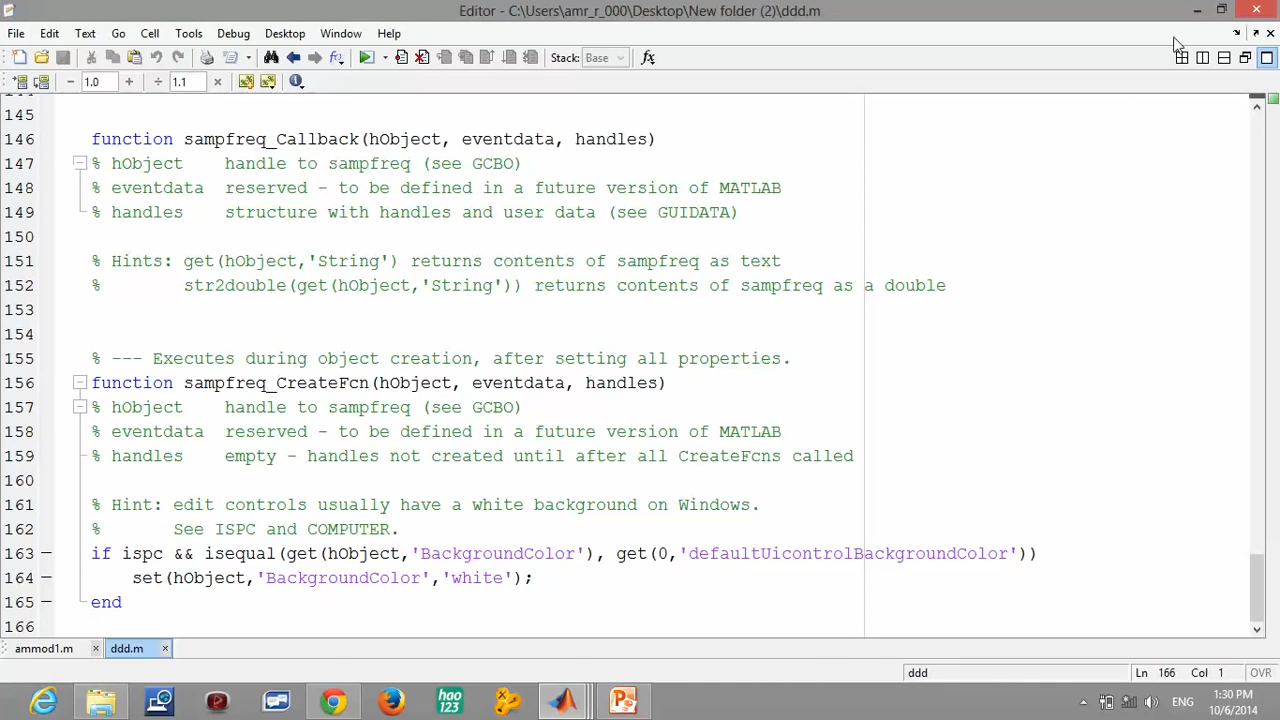 Editor - C:\Users\amr_r_000\Desktop\New folder (2)\ddd.m
File Edit Text Go Cell Tools Debug Desktop Window Help
Stack: Base
1.0 1.1
145
146 function sampfreq_Callback(hObject, eventdata, handles)
147 % hObject    handle to sampfreq (see GCBO)
148 % eventdata  reserved - to be defined in a future version of MATLAB
149 % handles    structure with handles and user data (see GUIDATA)
150
151 % Hints: get(hObject,'String') returns contents of sampfreq as text
152 %        str2double(get(hObject,'String')) returns contents of sampfreq as a double
153
154
155 % --- Executes during object creation, after setting all properties.
156 function sampfreq_CreateFcn(hObject, eventdata, handles)
157 % hObject    handle to sampfreq (see GCBO)
158 % eventdata  reserved - to be defined in a future version of MATLAB
159 % handles    empty - handles not created until after all CreateFcns called
160
161 % Hint: edit controls usually have a white background on Windows.
162 %       See ISPC and COMPUTER.
163 if ispc && isequal(get(hObject,'BackgroundColor'), get(0,'defaultUicontrolBackgroundColor'))
164     set(hObject,'BackgroundColor','white');
165 end
166
ammod1.m ddd.m
ddd Ln 166 Col 1 OVR
hao 123 ENG 1:30 PM
10/6/2014